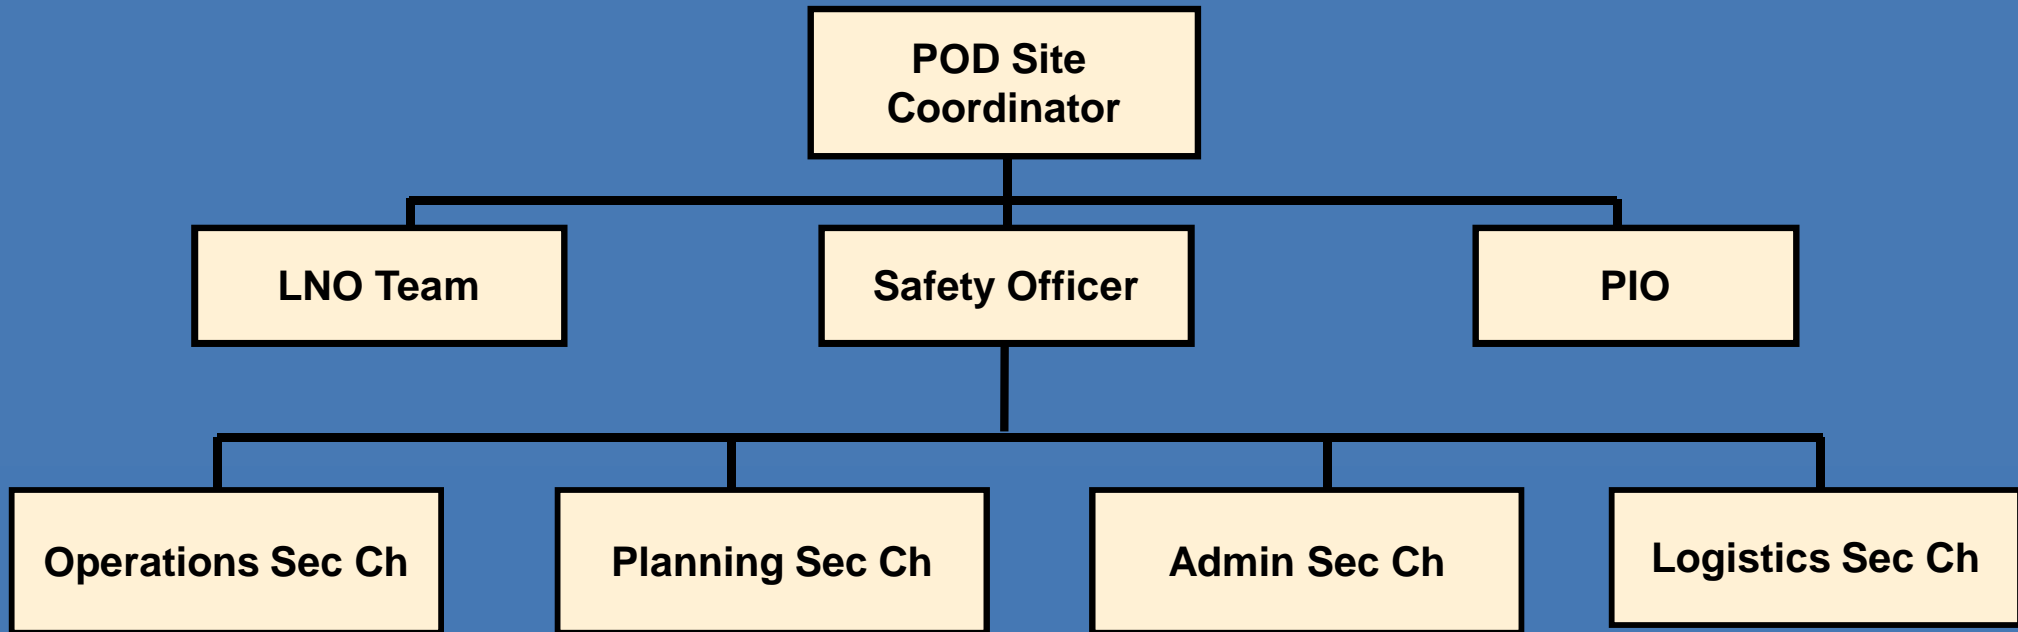 POD Site
Coordinator
LNO Team
Safety Officer
PIO
Operations Sec Ch
Planning Sec Ch
Admin Sec Ch
Logistics Sec Ch